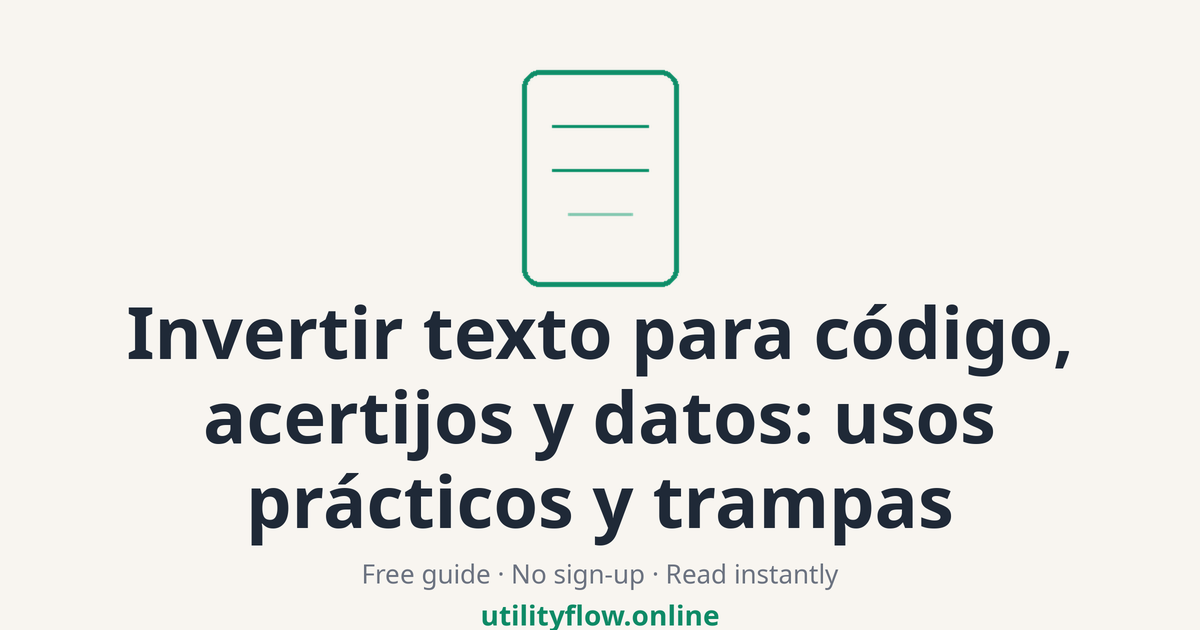 Invertir texto para código,
acertijos y datos: usos
prácticos y trampas
Free guide · No sign-up · Read instantly
utilityflow.online